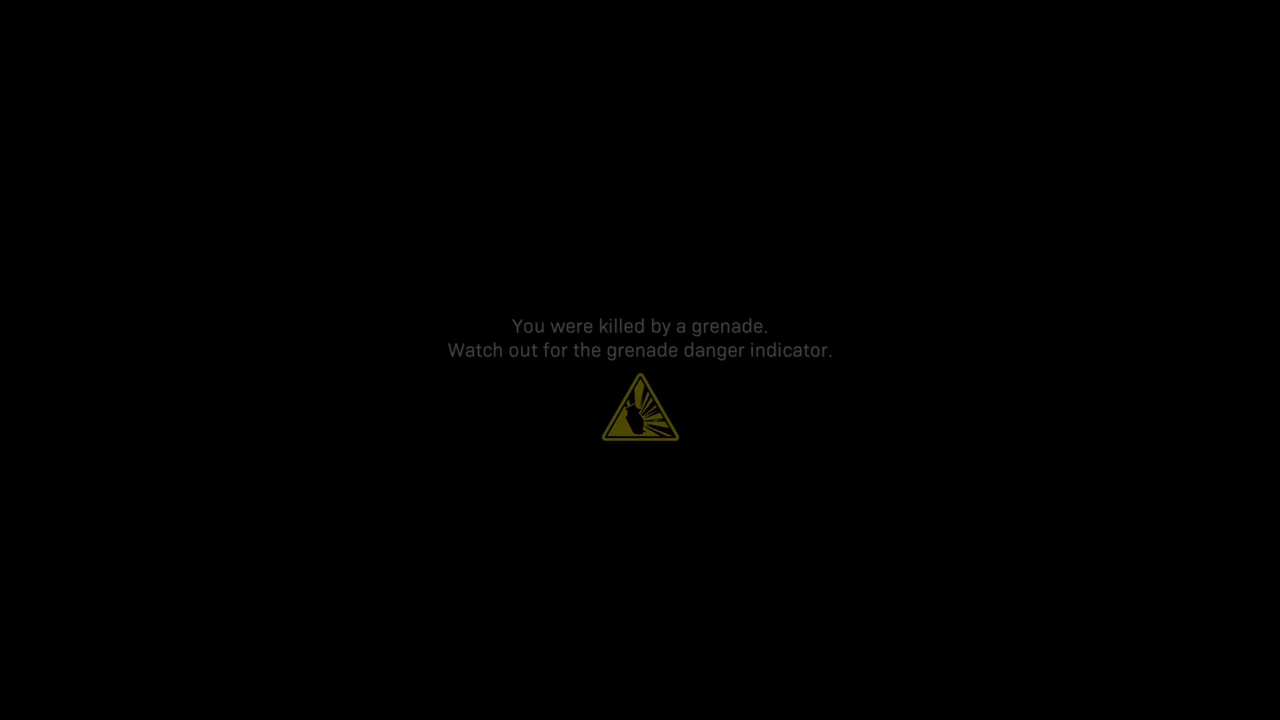 You were killed by a grenade.
Watch out for the grenade danger indicator.